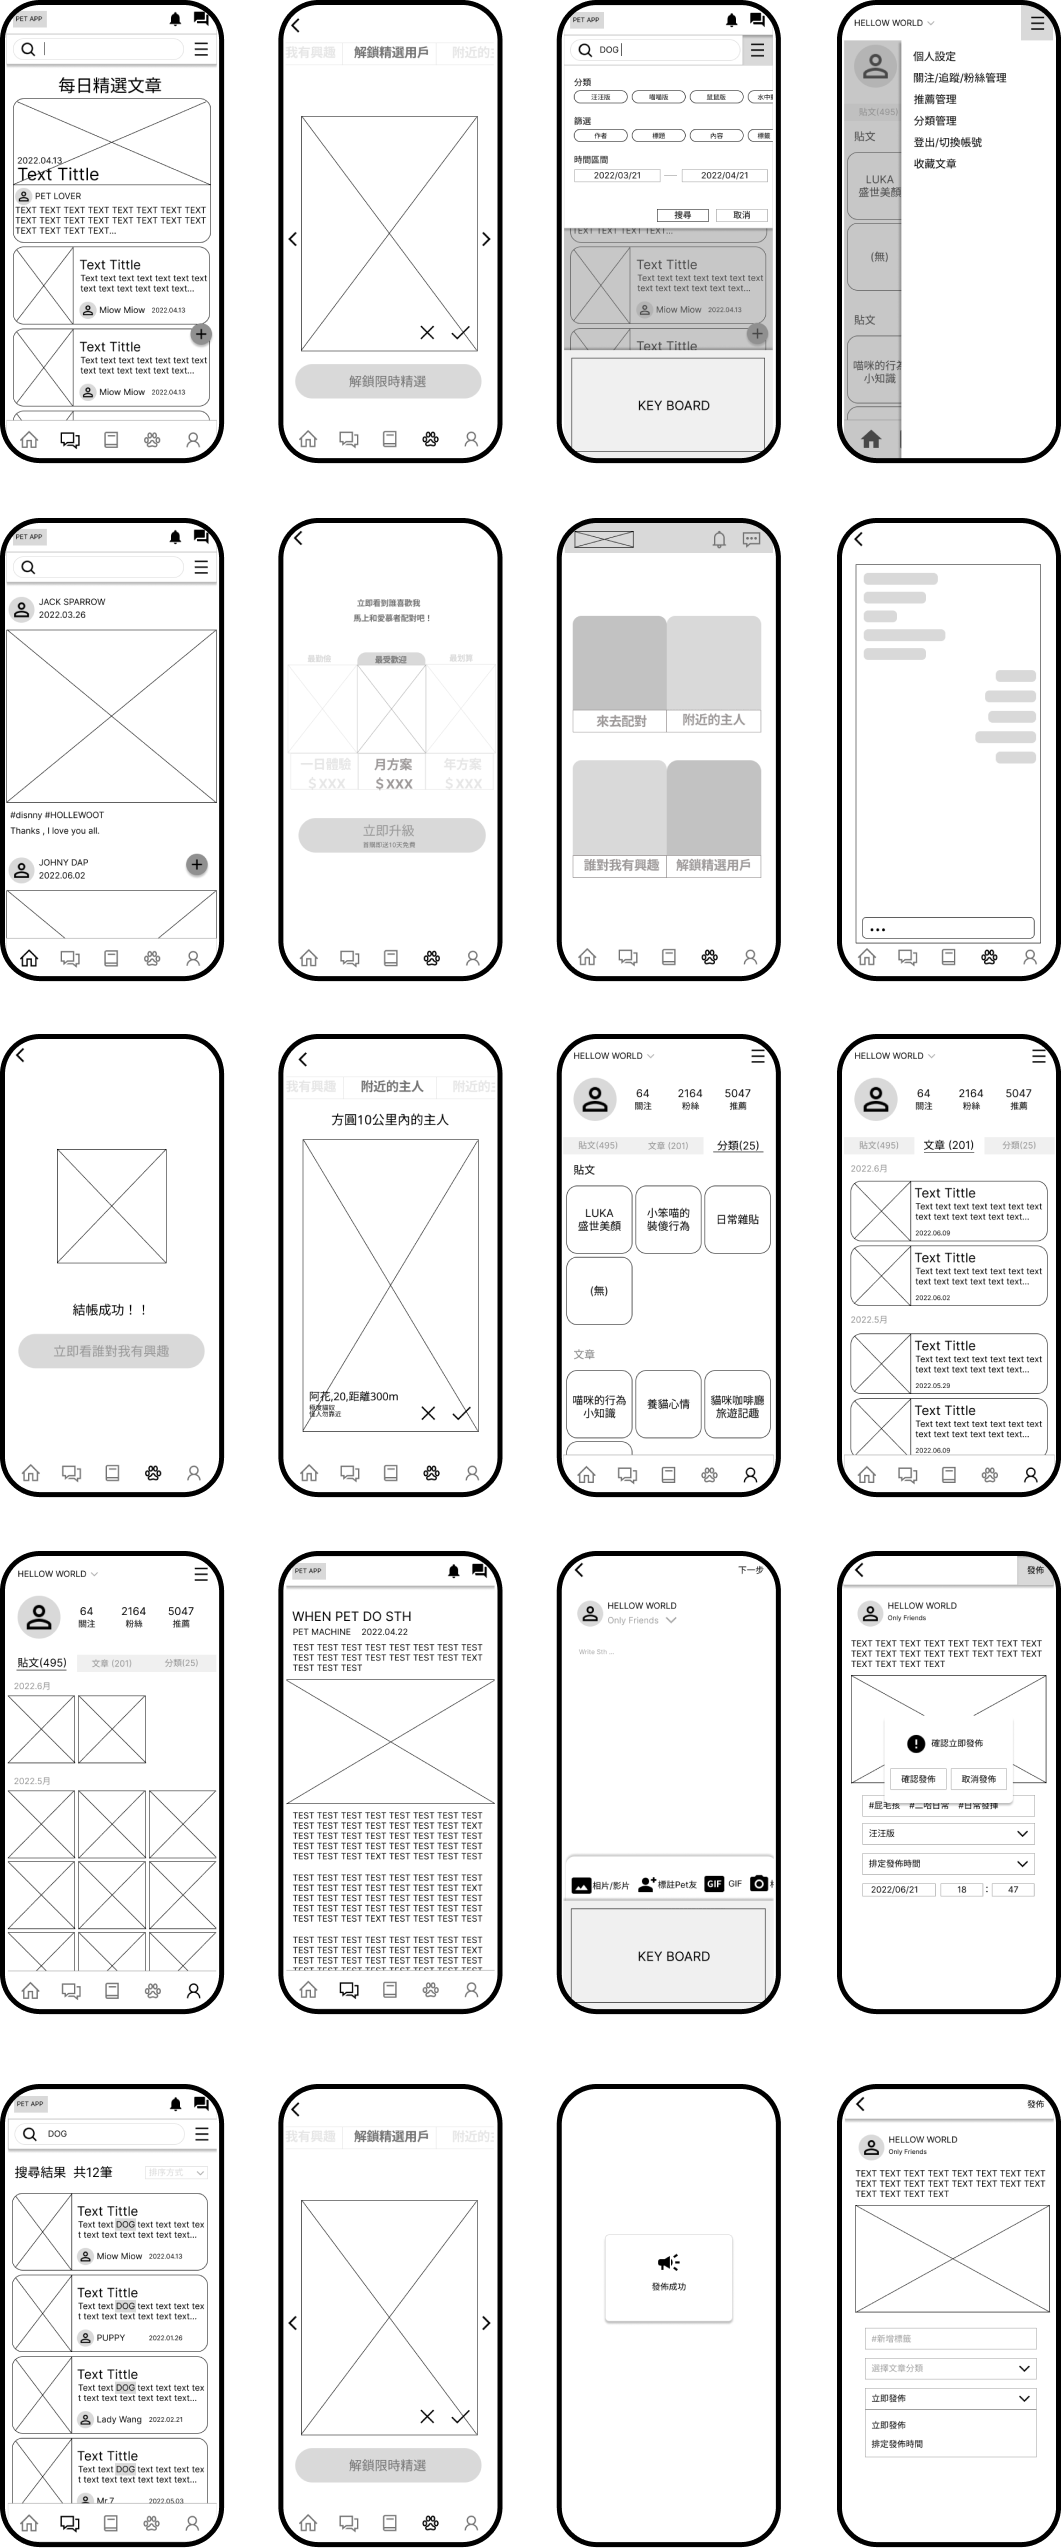 PET APP
每日精選文章
2022.04.13
Text Tittle
PET LOVER
TEXT TEXT TEXT TEXT TEXT TEXT TEXT TEXT
TEXT TEXT TEXT TEXT TEXT TEXT TEXT TEXT
TEXT TEXT TEXT TEXT...
Text Tittle
Text text text text text text text
text text text text text text...
Miow Miow 2022.04.13
Text Tittle
Text text text text text text text
text text text text text text...
Miow Miow 2022.04.13
我有興趣 解鎖精選用戶 附近的
解鎖限時精選
PET APP
DOG
分類
汪汪版 喵喵版 鼠鼠版 水中
篩選
作者 標題 內容 標籤
時間區間
2022/03/21 — 2022/04/21
搜尋 取消
TEXT TEXT TEXT TEXT...
Text Tittle
Text text text text text text text
text text text text text text...
Miow Miow 2022.04.13
Text Tittle
KEY BOARD
HELLOW WORLD
個人設定
關注/追蹤/粉絲管理
推薦管理
分類管理
登出/切換帳號
收藏文章
貼文(495)
貼文
LUKA
盛世美顏
(無)
貼文
喵咪的行為
小知識
PET APP
JACK SPARROW
2022.03.26
#disnny #HOLLEWOOT
Thanks , I love you all.
JOHNY DAP
2022.06.02
立即看到誰喜歡我
馬上和愛慕者配對吧！
最動價 最受歡迎 最划算
一日體驗 月方案 年方案
$XXX $XXX $XXX
立即升級
首購即送10天免費
來去配對 附近的主人
誰對我有興趣 解鎖精選用戶
結帳成功！！
立即看誰對我有興趣
我有興趣 附近的主人 附近的
方圓10公里內的主人
阿花,20,距離300m
極度貓奴
怪人勿靠近
HELLOW WORLD
64 2164 5047
關注 粉絲 推薦
貼文(495) 文章 (201) 分類(25)
貼文
LUKA
盛世美顏
小笨喵的
裝傻行為
日常雜貼
(無)
文章
喵咪的行為
小知識
養貓心情
貓咪咖啡廳
旅遊記趣
HELLOW WORLD
64 2164 5047
關注 粉絲 推薦
貼文(495) 文章 (201) 分類(25)
2022.6月
Text Tittle
Text text text text text text text
text text text text text text...
2022.06.09
Text Tittle
Text text text text text text text
text text text text text text...
2022.06.02
2022.5月
Text Tittle
Text text text text text text text
text text text text text text...
2022.05.29
Text Tittle
Text text text text text text text
text text text text text text...
2022.06.09
HELLOW WORLD
64 2164 5047
關注 粉絲 推薦
貼文(495) 文章 (201) 分類(25)
2022.6月
2022.5月
PET APP
WHEN PET DO STH
PET MACHINE 2022.04.22
TEST TEST TEST TEST TEST TEST TEST TEST
TEST TEST TEST TEST TEST TEST TEST TEXT
TEST TEST TEST
TEST TEST TEST TEST TEST TEST TEST TEST
TEST TEST TEST TEST TEST TEST TEST TEXT
TEST TEST TEST TEST TEST TEST TEST TEST
TEST TEST TEST TEST TEST TEST TEST TEST
TEST TEST TEST TEXT TEST TEST TEST TEST
TEST TEST TEST TEST TEST TEST TEST TEST
TEST TEST TEST TEST TEST TEST TEST TEXT
TEST TEST TEST TEST TEST TEST TEST TEST
TEST TEST TEST TEST TEST TEST TEST TEST
TEST TEST TEST TEXT TEST TEST TEST TEST
TEST TEST TEST TEST TEST TEST TEST TEST
TEST TEST TEST TEST TEST TEST TEST TEXT
TEST TEST TEST TEST TEST TEST TEST TEST
下一步
HELLOW WORLD
Only Friends
Write Sth ...
相片/影片 標註Pet友 GIF GIF
KEY BOARD
發佈
HELLOW WORLD
Only Friends
TEXT TEXT TEXT TEXT TEXT TEXT TEXT TEXT
TEXT TEXT TEXT TEXT TEXT TEXT TEXT TEXT
TEXT TEXT TEXT TEXT
確認立即發佈
確認發佈 取消發佈
#屁毛孩 #二哈日常 #日常發揮
汪汪版
排定發佈時間
2022/06/21 18 : 47
PET APP
DOG
搜尋結果 共12筆 排序方式
Text Tittle
Text text DOG text text text tex
t text text text text text text...
Miow Miow 2022.04.13
Text Tittle
Text text DOG text text text tex
t text text text text text text...
PUPPY 2022.01.26
Text Tittle
Text text DOG text text text tex
t text text text text text text...
Lady Wang 2022.02.21
Text Tittle
Text text DOG text text text tex
t text text text text text text...
Mr.7 2022.05.03
我有興趣 解鎖精選用戶 附近的
解鎖限時精選
發佈成功
發佈
HELLOW WORLD
Only Friends
TEXT TEXT TEXT TEXT TEXT TEXT TEXT TEXT
TEXT TEXT TEXT TEXT TEXT TEXT TEXT TEXT
TEXT TEXT TEXT TEXT
#新增標籤
選擇文章分類
立即發佈
立即發佈
排定發佈時間